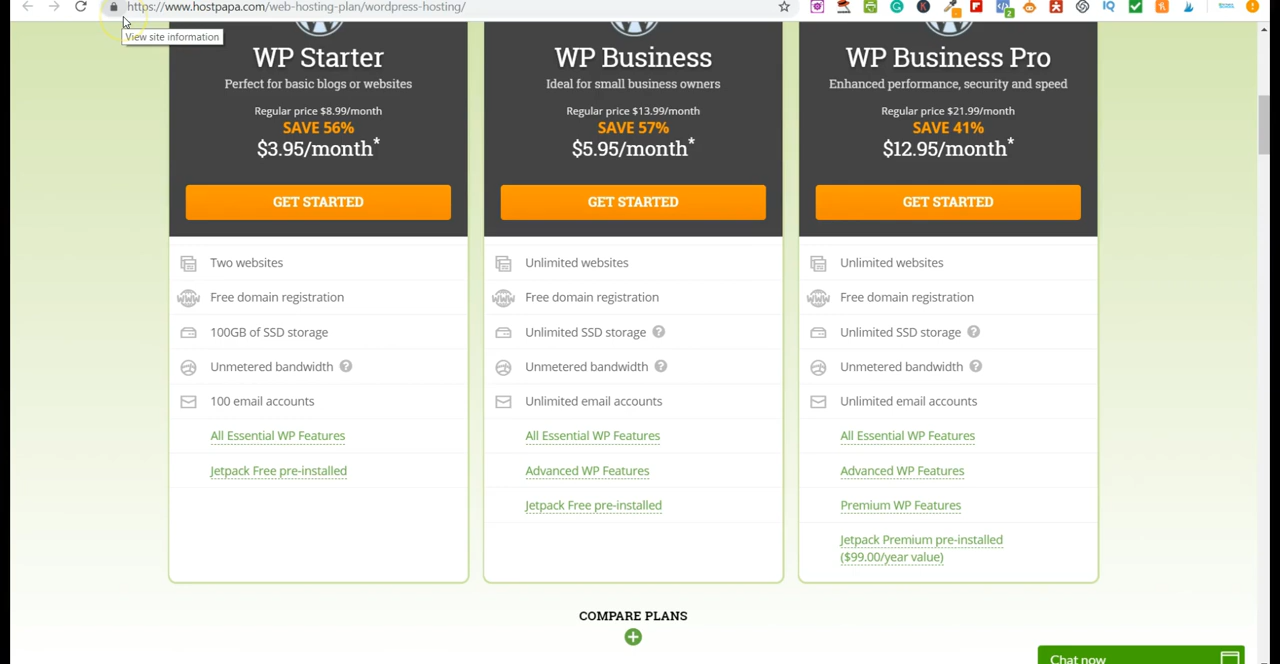 https://www.hostpapa.com/web-hosting-plan/wordpress-hosting/
View site information
WP Starter
Perfect for basic blogs or websites
Regular price $8.99/month
SAVE 56%
$3.95/month*
GET STARTED
Two websites
Free domain registration
100GB of SSD storage
Unmetered bandwidth ?
100 email accounts
All Essential WP Features
Jetpack Free pre-installed
WP Business
Ideal for small business owners
Regular price $13.99/month
SAVE 57%
$5.95/month*
GET STARTED
Unlimited websites
Free domain registration
Unlimited SSD storage ?
Unmetered bandwidth ?
Unlimited email accounts
All Essential WP Features
Advanced WP Features
Jetpack Free pre-installed
WP Business Pro
Enhanced performance, security and speed
Regular price $21.99/month
SAVE 41%
$12.95/month*
GET STARTED
Unlimited websites
Free domain registration
Unlimited SSD storage ?
Unmetered bandwidth ?
Unlimited email accounts
All Essential WP Features
Advanced WP Features
Premium WP Features
Jetpack Premium pre-installed
($99.00/year value)
COMPARE PLANS
Chat now